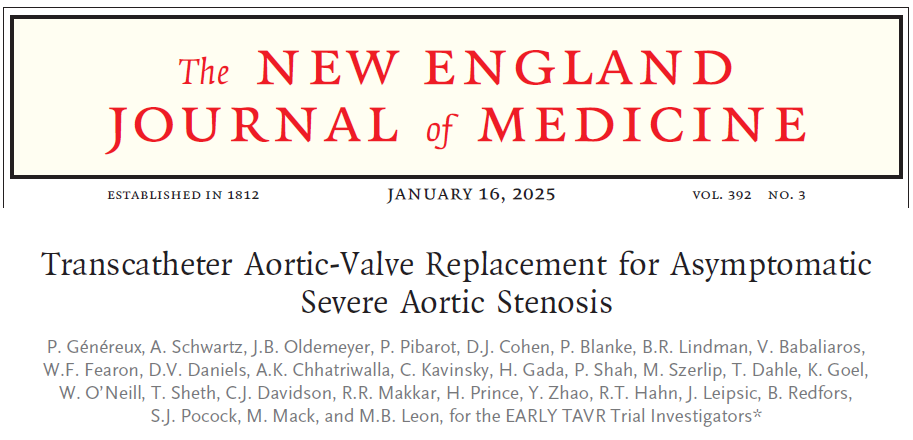 The NEW ENGLAND
JOURNAL of MEDICINE
ESTABLISHED IN 1812 JANUARY 16, 2025 VOL. 392 NO. 3
Transcatheter Aortic-Valve Replacement for Asymptomatic
Severe Aortic Stenosis
P. Généreux, A. Schwartz, J.B. Oldemeyer, P. Pibarot, D.J. Cohen, P. Blanke, B.R. Lindman, V. Babaliaros,
W.F. Fearon, D.V. Daniels, A.K. Chhatriwalla, C. Kavinsky, H. Gada, P. Shah, M. Szerlip, T. Dahle, K. Goel,
W. O'Neill, T. Sheth, C.J. Davidson, R.R. Makkar, H. Prince, Y. Zhao, R.T. Hahn, J. Leipsic, B. Redfors,
S.J. Pocock, M. Mack, and M.B. Leon, for the EARLY TAVR Trial Investigators*